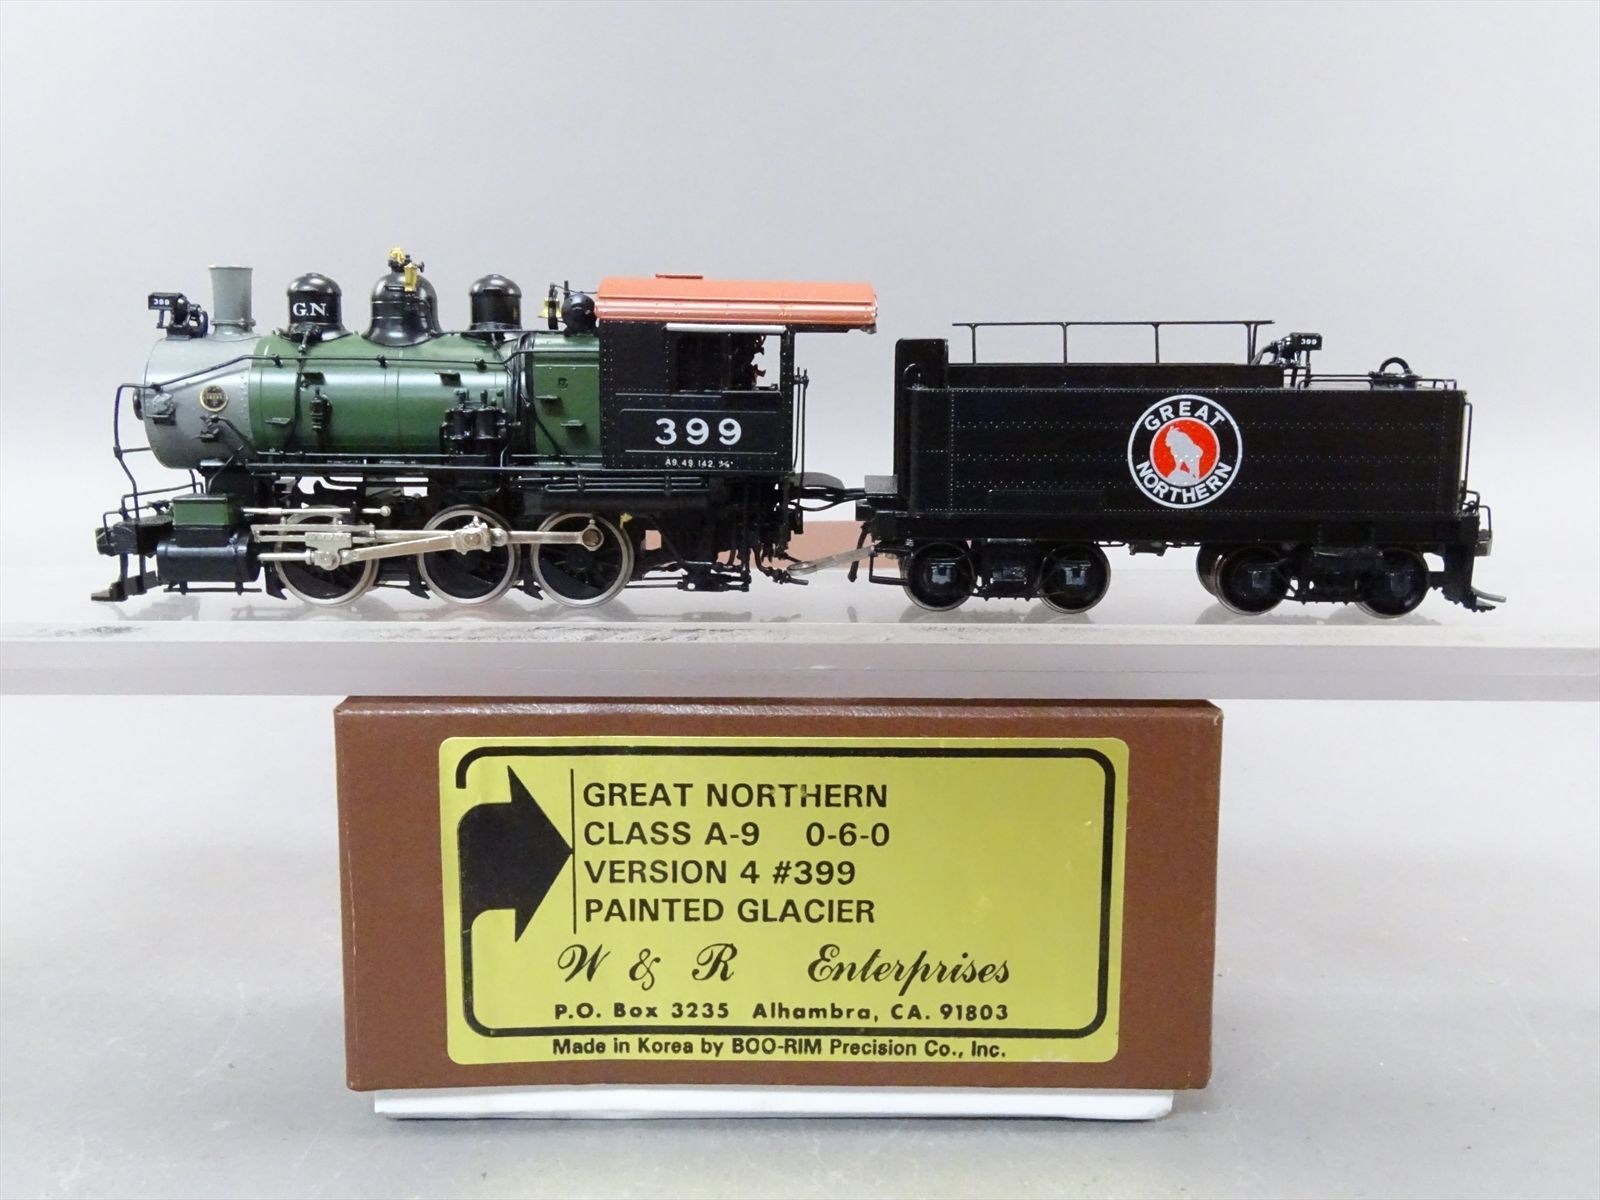 399
G.N.
399
A9. 49 142.
399
GREAT
NORTHERN
GREAT NORTHERN
CLASS A-9 0-6-0
VERSION 4 #399
PAINTED GLACIER
W & R Enterprises
P.O. Box 3235 Alhambra, CA. 91803
Made in Korea by BOO-RIM Precision Co., Inc.